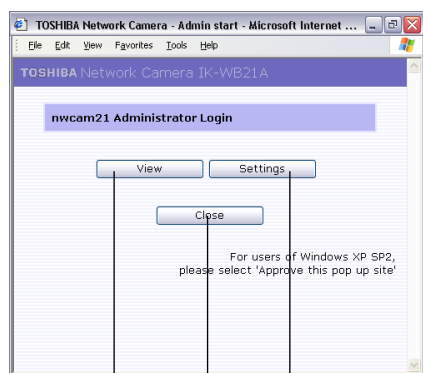 TOSHIBA Network Camera - Admin start - Microsoft Internet ...
File Edit View Favorites Tools Help
TOSHIBA Network Camera IK-WB21A
nwcam21 Administrator Login
View Settings
Close
For users of Windows XP SP2,
please select 'Approve this pop up site'